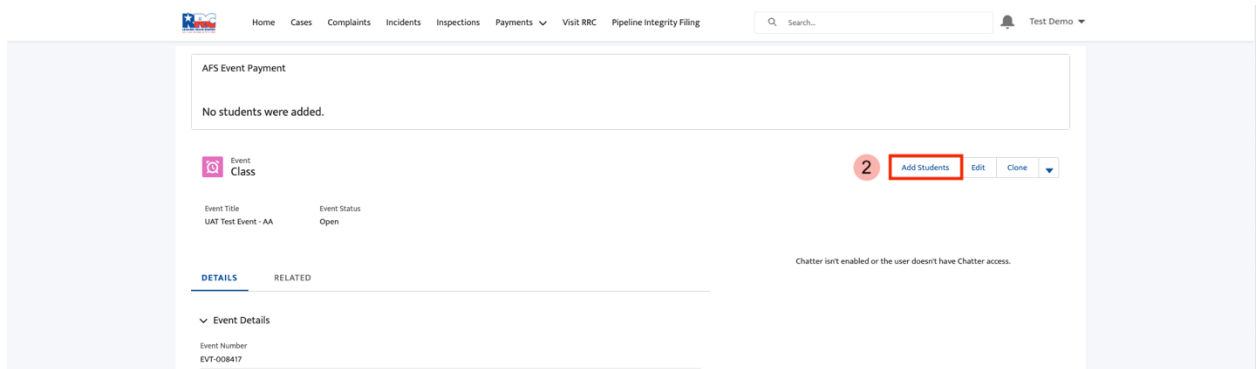 RRC
Home Cases Complaints Incidents Inspections Payments Visit RRC Pipeline Integrity Filing Search... Test Demo
AFS Event Payment
No students were added.
Event
Class
2 Add Students Edit Clone
Event Title Event Status
UAT Test Event - AA Open
Chatter isn't enabled or the user doesn't have Chatter access.
DETAILS RELATED
Event Details
Event Number
EVT-008417